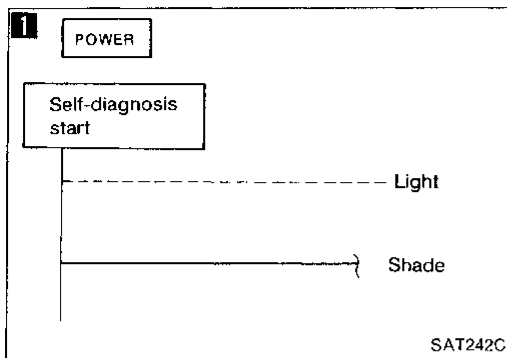 1
POWER
Self-diagnosis
start
Light
Shade
SAT242C